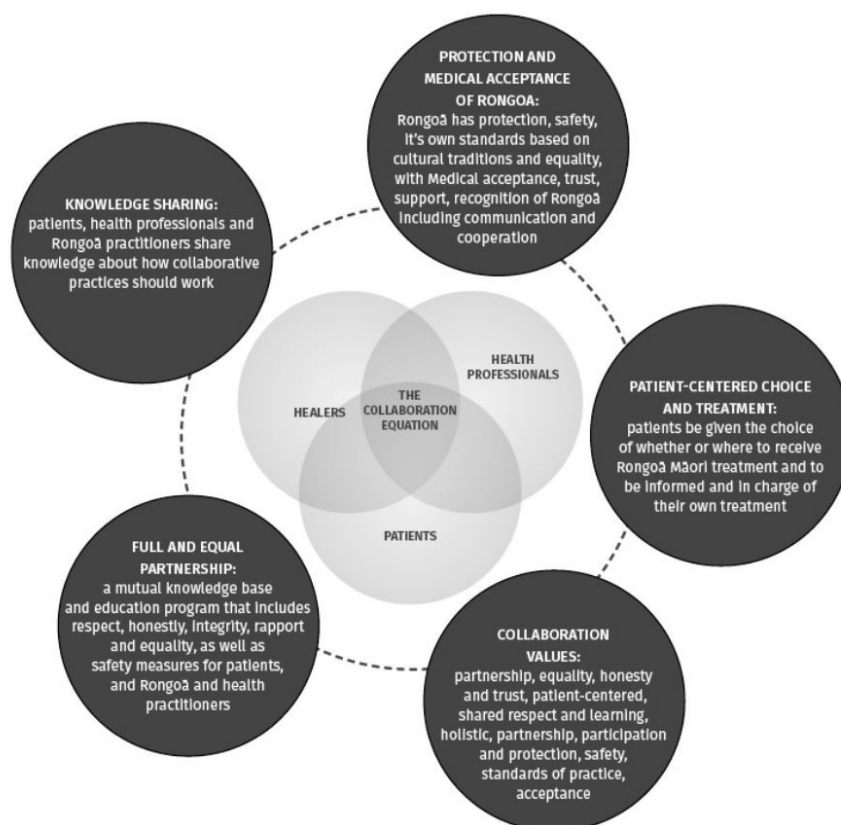 PROTECTION AND
MEDICAL ACCEPTANCE
OF RONGOA:
Rongoā has protection, safety,
it's own standards based on
cultural traditions and equality,
with Medical acceptance, trust,
support, recognition of Rongoā
including communication and
cooperation
KNOWLEDGE SHARING:
patients, health professionals and
Rongoā practitioners share
knowledge about how collaborative
practices should work
HEALTH
PROFESSIONALS
HEALERS
THE
COLLABORATION
EQUATION
PATIENTS
PATIENT-CENTERED CHOICE
AND TREATMENT:
patients be given the choice
of whether or where to receive
Rongoā Māori treatment and to
be informed and in charge of
their own treatment
FULL AND EQUAL
PARTNERSHIP:
a mutual knowledge base
and education program that includes
respect, honestly, integrity, rapport
and equality, as well as
safety measures for patients,
and Rongoā and health
practitioners
COLLABORATION
VALUES:
partnership, equality, honesty
and trust, patient-centered,
shared respect and learning,
holistic, partnership, participation
and protection, safety,
standards of practice,
acceptance